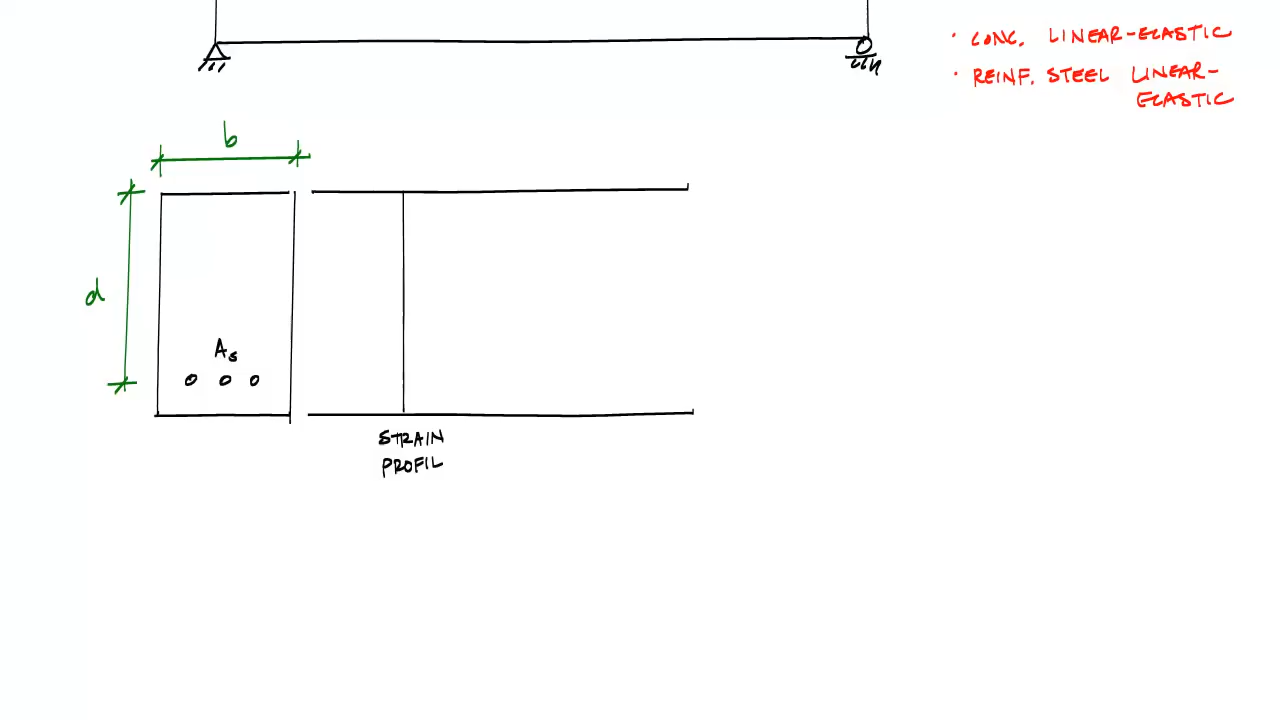 · CONC. LINEAR-ELASTIC
· REINF. STEEL LINEAR-
ELASTIC
b
d
As
STRAIN
PROFIL